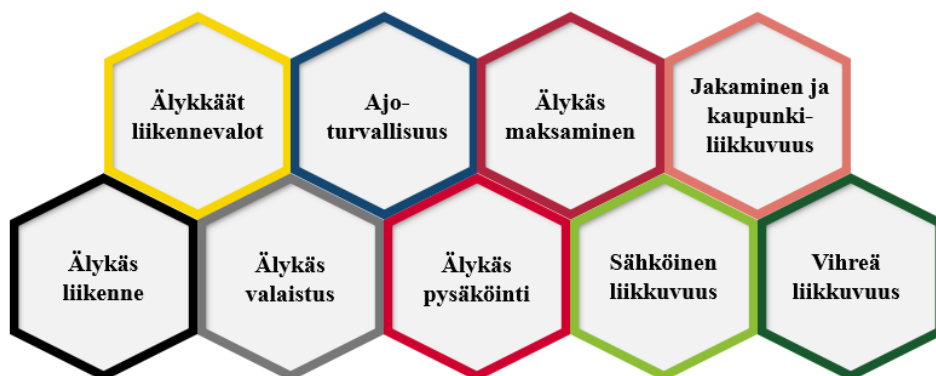 Älykkäät
liikennevalot
Ajo-
turvallisuus
Älykäs
maksaminen
Jakaminen ja
kaupunki-
liikkuvuus
Älykäs
liikenne
Älykäs
valaistus
Älykäs
pysäköinti
Sähköinen
liikkuvuus
Vihreä
liikkuvuus